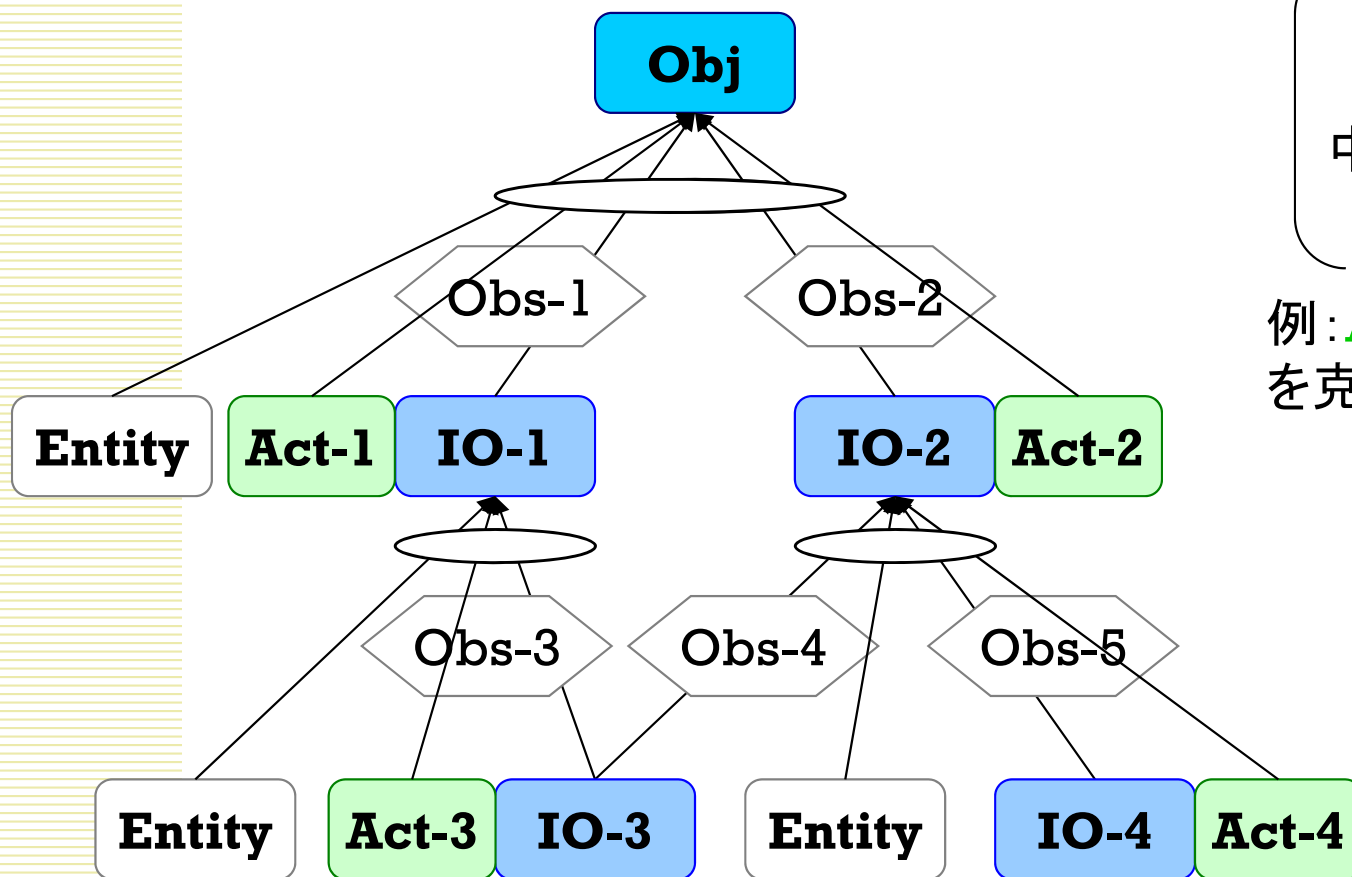 Obj
Obs-1
Obs-2
例:
を克
Entity
Act-1
IO-1
IO-2
Act-2
Obs-3
Obs-4
Obs-5
Entity
Act-3
IO-3
Entity
IO-4
Act-4